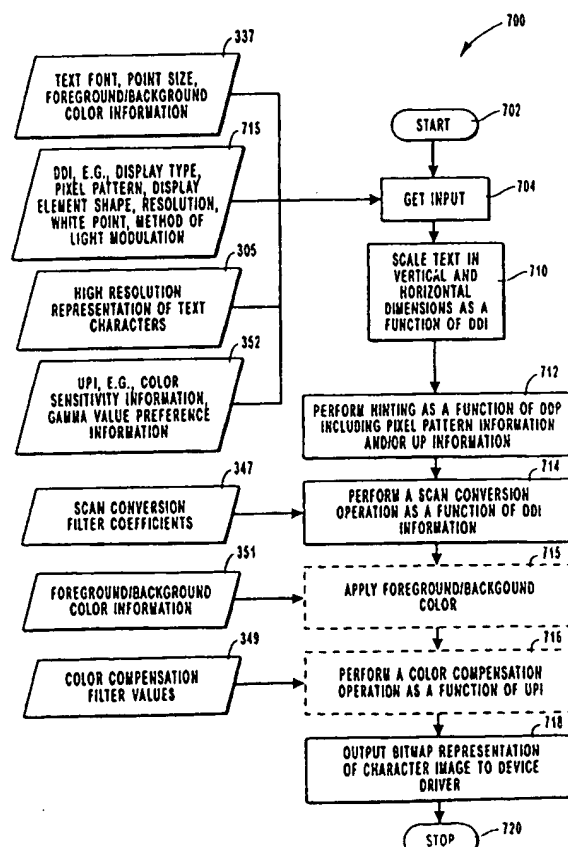 700
337
TEXT FONT, POINT SIZE,
FOREGROUND/BACKGROUND
COLOR INFORMATION
715
DDI, E.G., DISPLAY TYPE,
PIXEL PATTERN, DISPLAY
ELEMENT SHAPE, RESOLUTION,
WHITE POINT, METHOD OF
LIGHT MODULATION
305
HIGH RESOLUTION
REPRESENTATION OF TEXT
CHARACTERS
352
UPI, E.G., COLOR
SENSITIVITY INFORMATION,
GAMMA VALUE PREFERENCE
INFORMATION
347
SCAN CONVERSION
FILTER COEFFICIENTS
351
FOREGROUND/BACKGROUND
COLOR INFORMATION
349
COLOR COMPENSATION
FILTER VALUES
START
702
GET INPUT
704
SCALE TEXT IN
VERTICAL AND
HORIZONTAL
DIMENSIONS AS A
FUNCTION OF DDI
710
712
PERFORM HINTING AS A FUNCTION OF DDP
INCLUDING PIXEL PATTERN INFORMATION
AND/OR UP INFORMATION
714
PERFORM A SCAN CONVERSION
OPERATION AS A FUNCTION OF DDI
INFORMATION
715
APPLY FOREGROUND/BACKGOUND
COLOR
716
PERFORM A COLOR COMPENSATION
OPERATION AS A FUNCTION OF UPI
718
OUTPUT BITMAP REPRESENTATION
OF CHARACTER IMAGE TO DEVICE
DRIVER
STOP
720